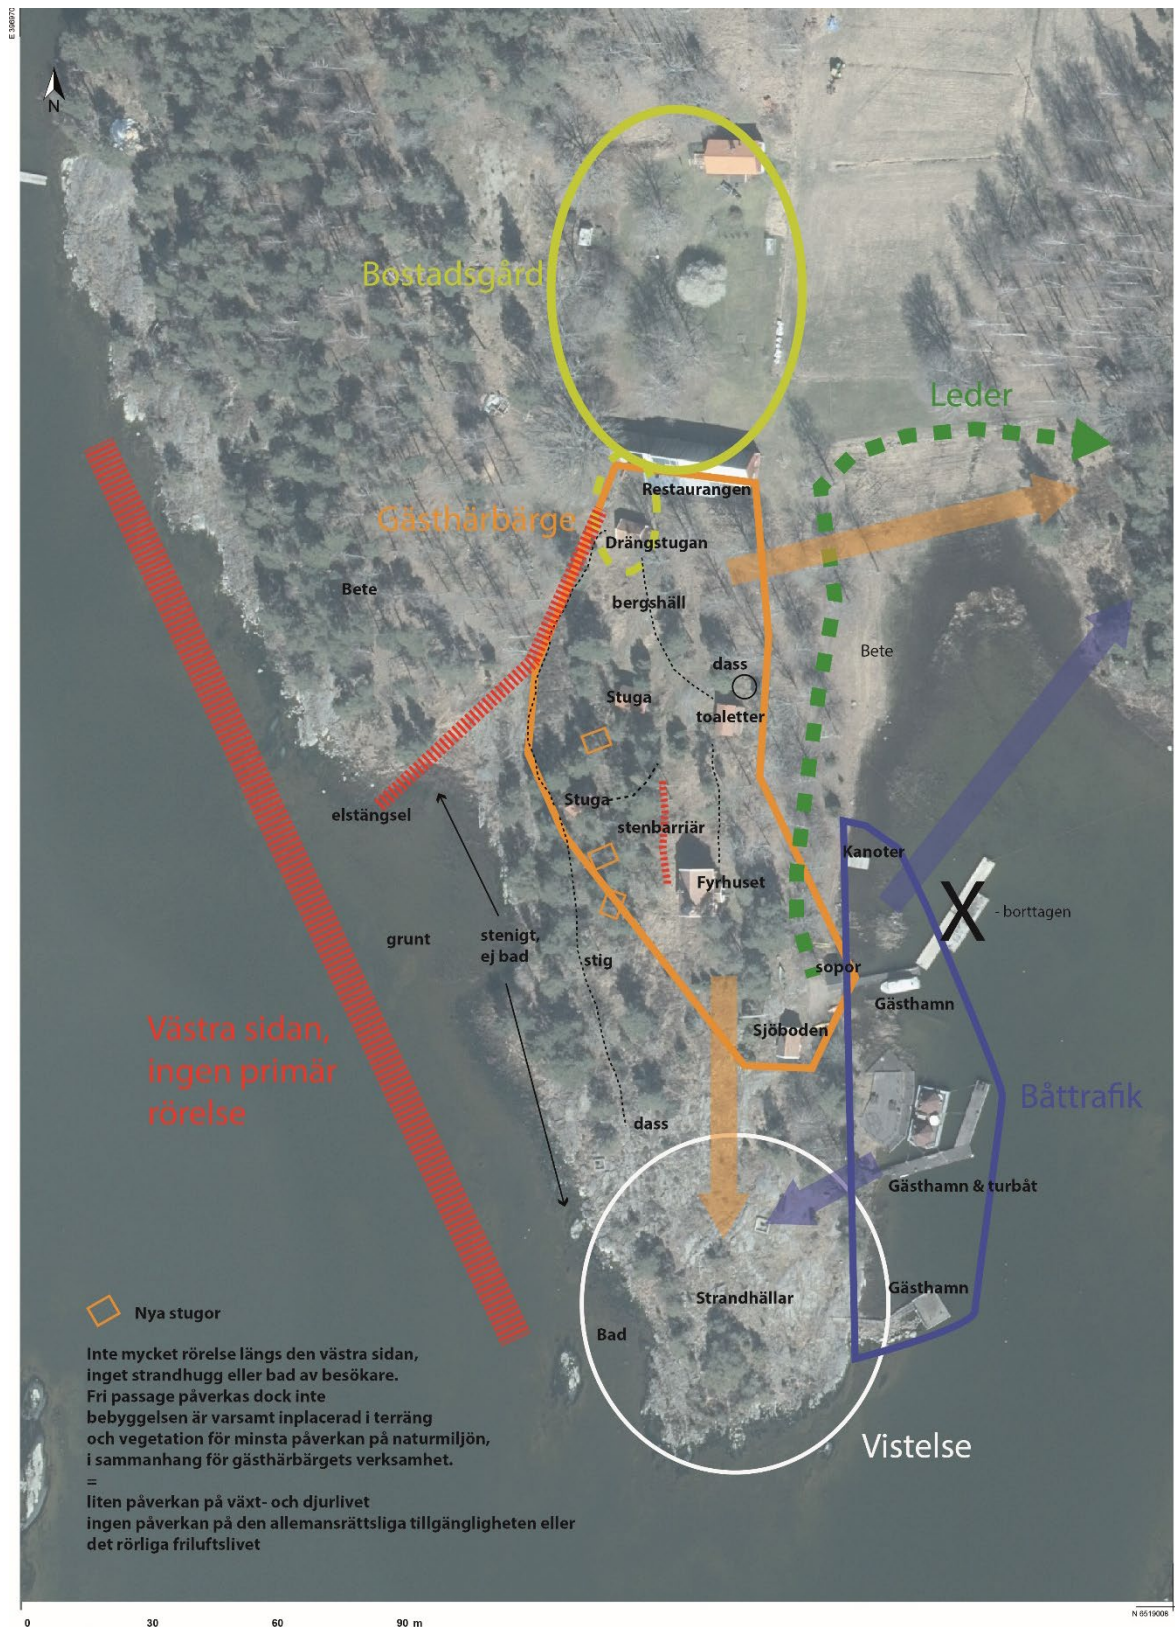 E 396970
N
Bostadsgård
Leder
Restaurangen
Gästhärbärge
Drängstugan
Bete
bergshäll
Bete
dass
Stuga
toaletter
Stuga
elstängsel
stenbarriär
Kanoter
Fyrhuset
X
- borttagen
grunt
stenigt,
ej bad
stig
sopor
Gästhamn
Sjöboden
Västra sidan,
ingen primär
rörelse
Båttrafik
dass
Gästhamn & turbåt
Gästhamn
Strandhällar
Bad
Vistelse
Nya stugor
Inte mycket rörelse längs den västra sidan,
inget strandhugg eller bad av besökare.
Fri passage påverkas dock inte
bebyggelsen är varsamt inplacerad i terräng
och vegetation för minsta påverkan på naturmiljön,
i sammanhang för gästhärbärgets verksamhet.
=
liten påverkan på växt- och djurlivet
ingen påverkan på den allemansrättsliga tillgängligheten eller
det rörliga friluftslivet
N 6519008
0 30 60 90 m